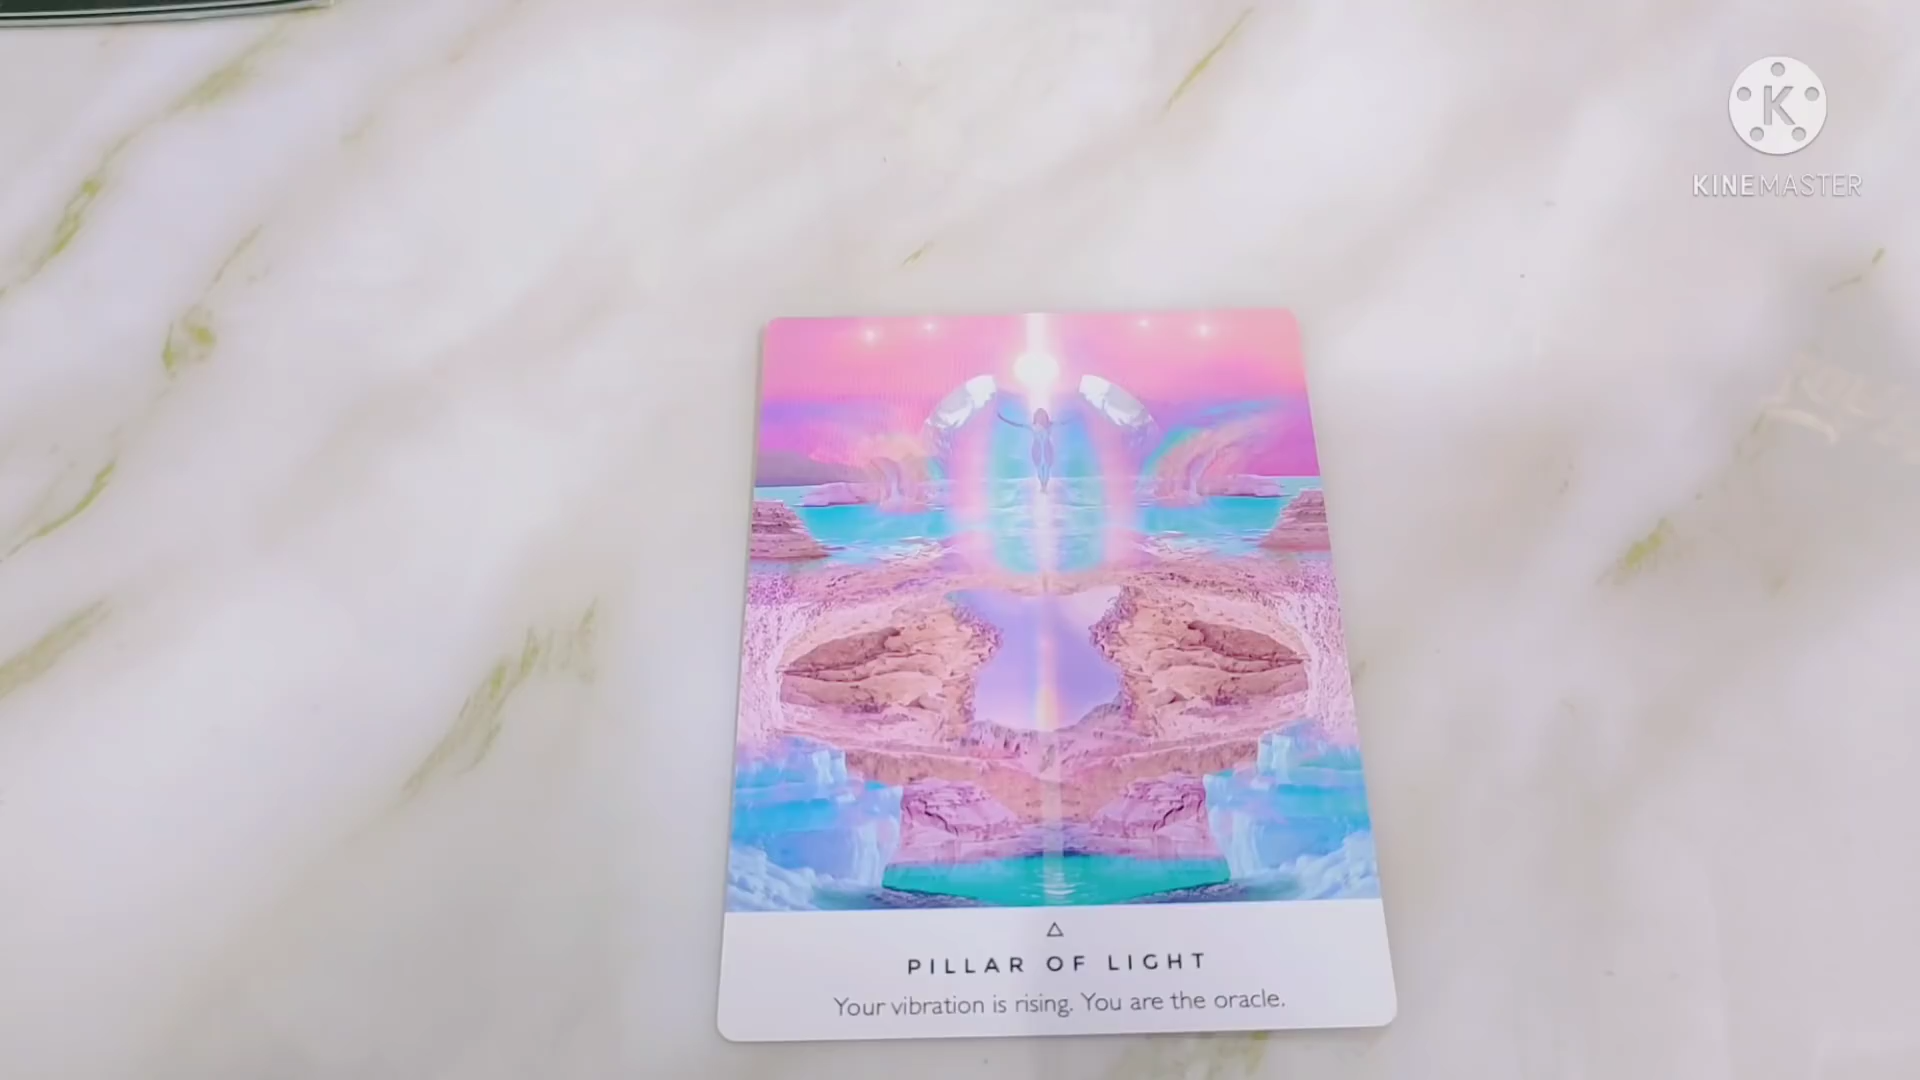 K
KINEMASTER
PILLAR OF LIGHT
Your vibration is rising. You are the oracle.